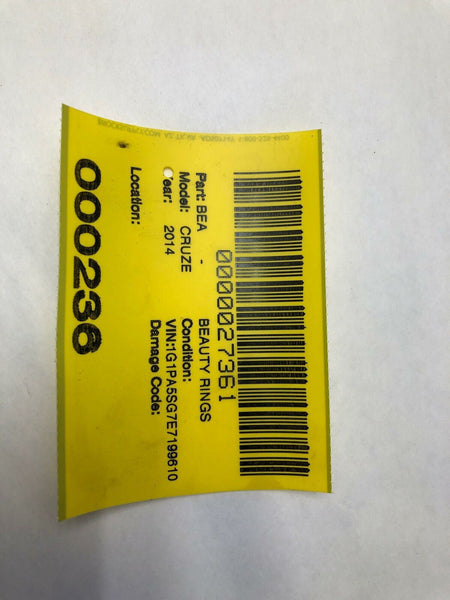 0000027361
Part: BEA - BEAUTY RINGS
Model: CRUZE Condition:
Year: 2014 VIN:1G1PA5SG7E7199610
Damage Code:
Location:
000236